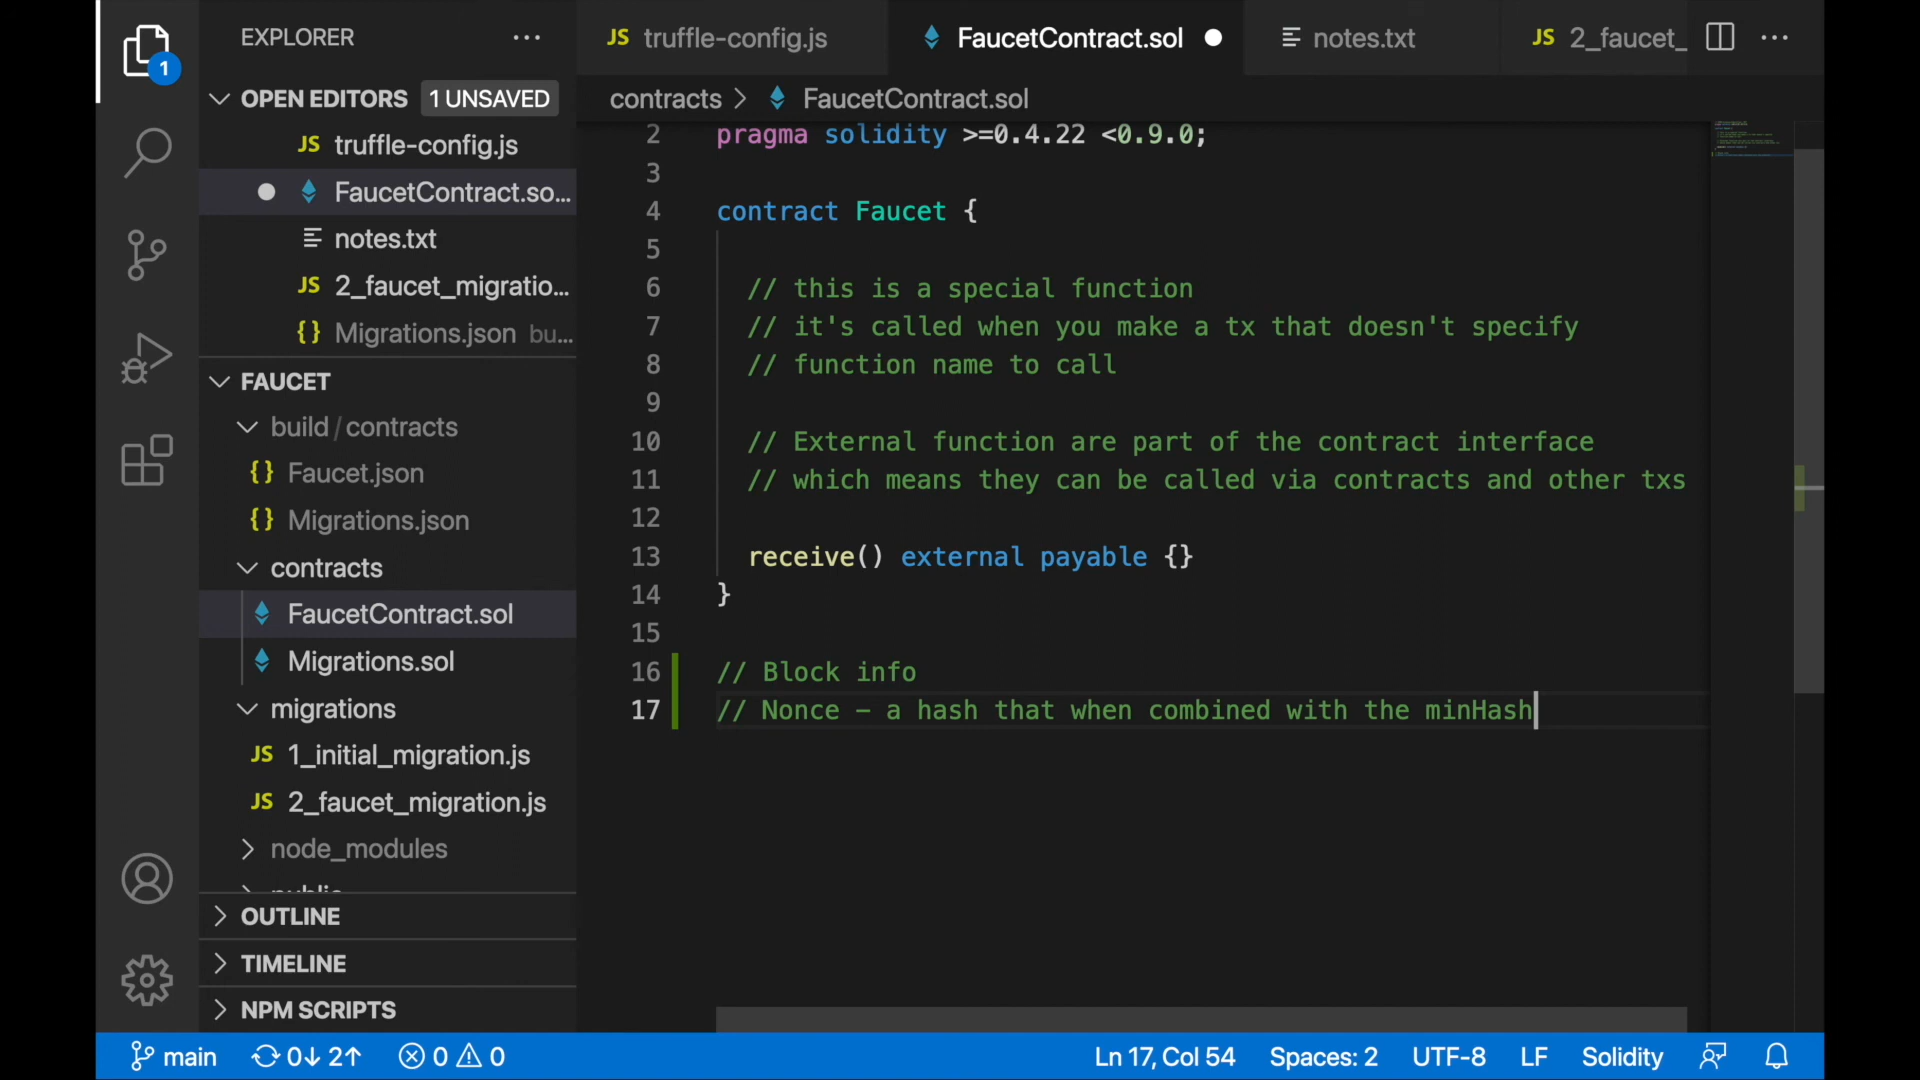 1
EXPLORER
OPEN EDITORS 1 UNSAVED
JS truffle-config.js
FaucetContract.so...
notes.txt
JS 2_faucet_migratio...
{} Migrations.json bu...
FAUCET
build/contracts
{} Faucet.json
{} Migrations.json
contracts
FaucetContract.sol
Migrations.sol
migrations
JS 1_initial_migration.js
JS 2_faucet_migration.js
node_modules
OUTLINE
TIMELINE
NPM SCRIPTS
JS truffle-config.js FaucetContract.sol notes.txt JS 2_faucet_
contracts > FaucetContract.sol
2 pragma solidity >=0.4.22 <0.9.0;
3
4 contract Faucet {
5
6 // this is a special function
7 // it's called when you make a tx that doesn't specify
8 // function name to call
9
10 // External function are part of the contract interface
11 // which means they can be called via contracts and other txs
12
13 receive() external payable {}
14 }
15
16 // Block info
17 // Nonce - a hash that when combined with the minHash
main 0↓ 2↑ 0 0 Ln 17, Col 54 Spaces: 2 UTF-8 LF Solidity